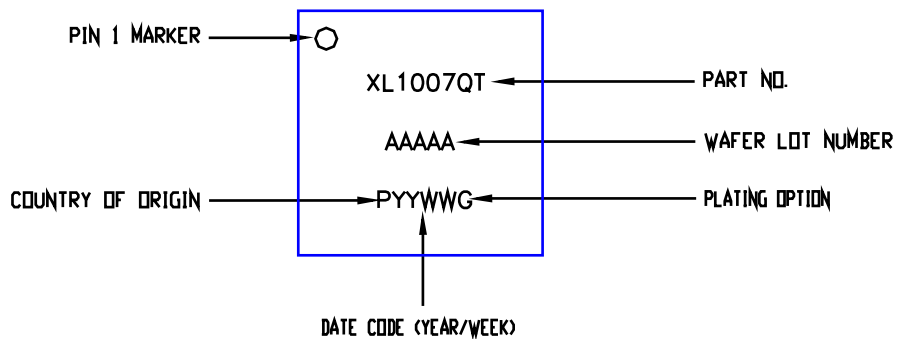 PIN 1 MARKER
XL1007QT
PART NO.
AAAAA
WAFER LOT NUMBER
COUNTRY OF ORIGIN
PYYWWG
PLATING OPTION
DATE CODE (YEAR/WEEK)